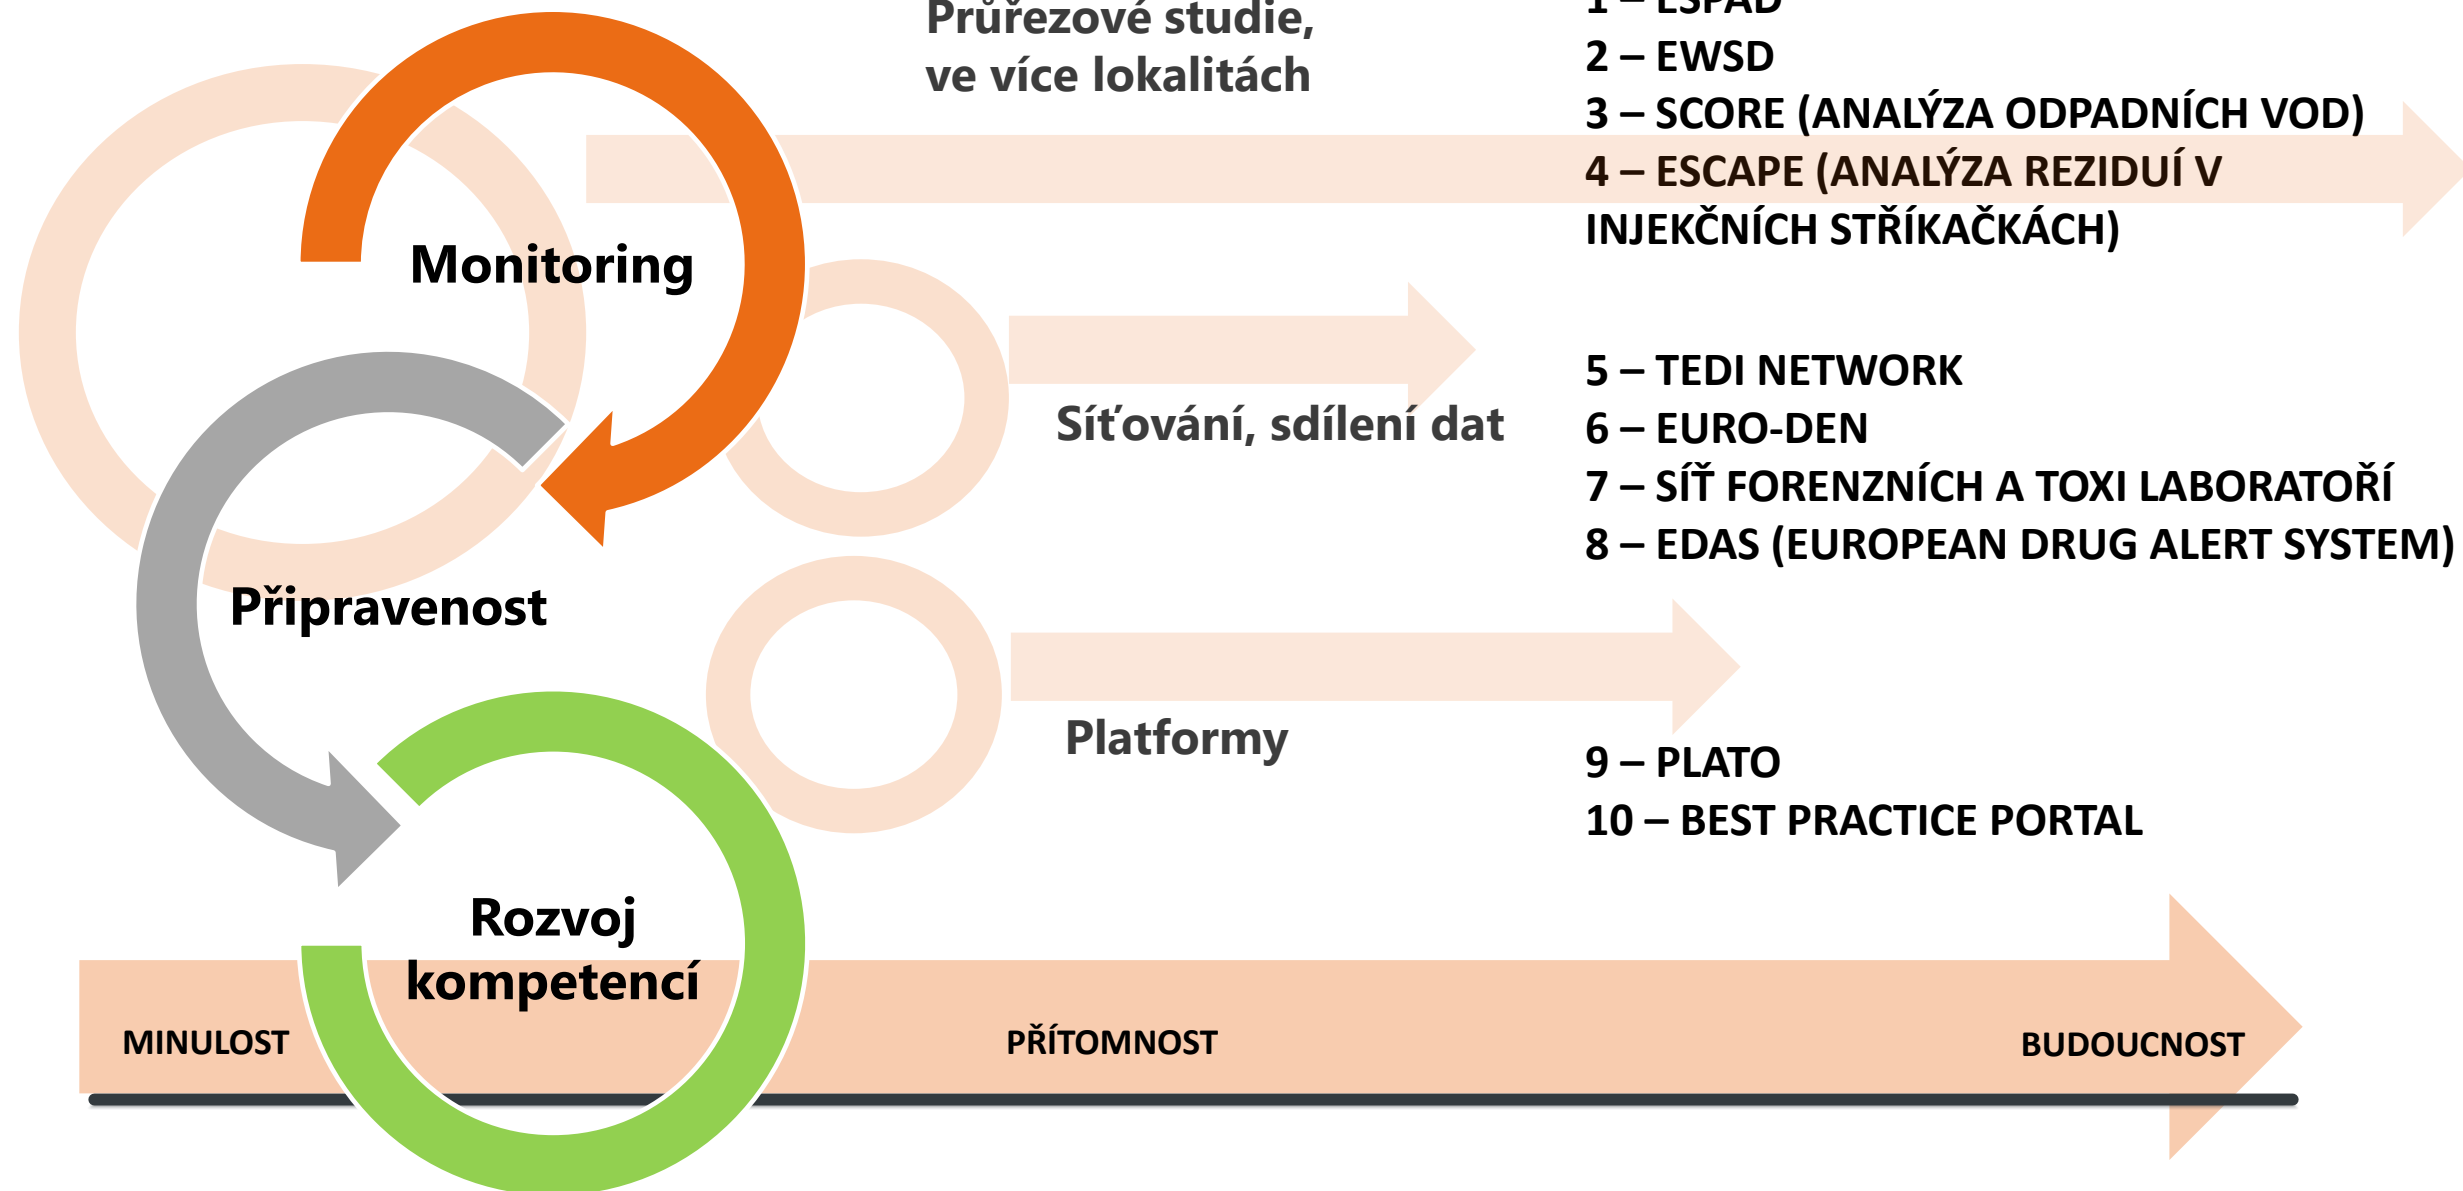 Průřezové studie,
ve více lokalitách
1 – ESPAD
2 – EWSD
3 – SCORE (ANALÝZA ODPADNÍCH VOD)
4 – ESCAPE (ANALÝZA REZIDUÍ V
INJEKČNÍCH STŘÍKAČKÁCH)
Monitoring
Síťování, sdílení dat
5 – TEDI NETWORK
6 – EURO-DEN
7 – SÍŤ FORENZNÍCH A TOXI LABORATOŘÍ
8 – EDAS (EUROPEAN DRUG ALERT SYSTEM)
Připravenost
Platformy
9 – PLATO
10 – BEST PRACTICE PORTAL
Rozvoj
kompetencí
MINULOST
PŘÍTOMNOST
BUDOUCNOST